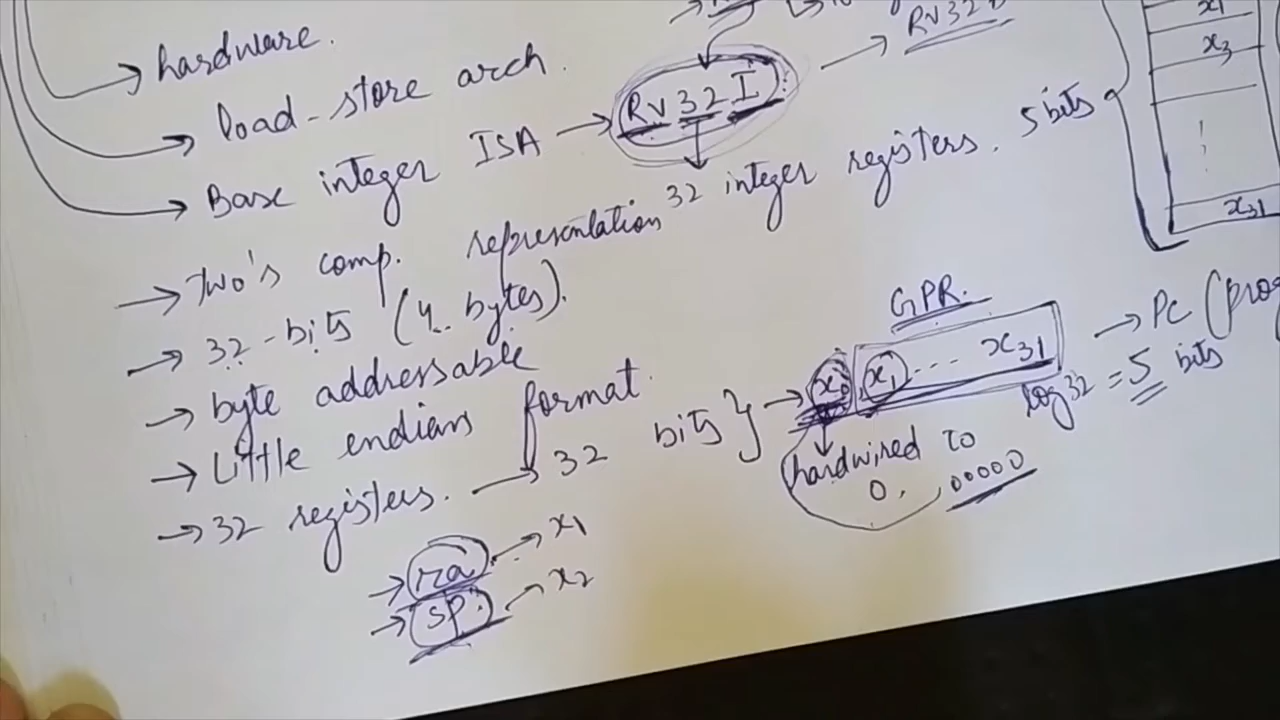 hardware.
load-store arch.
Base integer ISA → RV32I → RV32
32 integer registers.
5 bits
x1
x3
x31
→ Two's comp. representation
→ 32-bits (4 bytes).
→ byte addressable
→ Little endian format.
→ 32 registers. → 32 bits } → x0, x1 ... x31
GPR.
→ PC (prog
log 32 = 5 bits
hardwired to
0. , 00000
→ ra → x1
→ sp. → x2